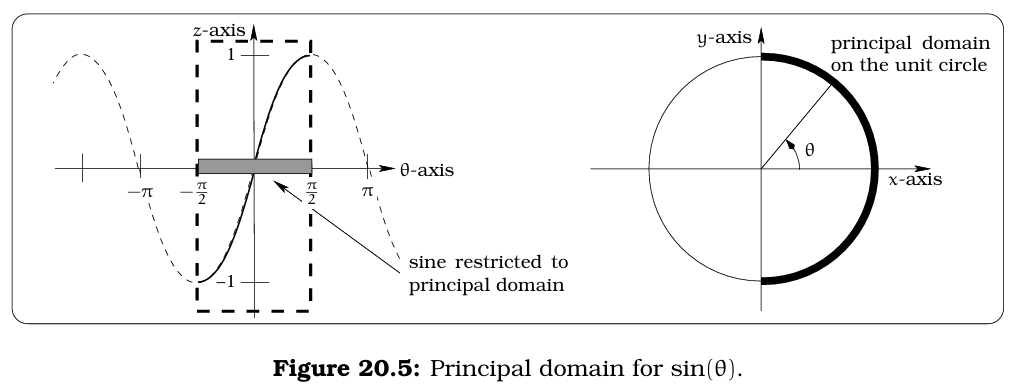 z-axis
1
θ-axis
−π
−π/2
π/2
π
−1
sine restricted to
principal domain
y-axis
principal domain
on the unit circle
θ
x-axis
Figure 20.5: Principal domain for sin(θ).